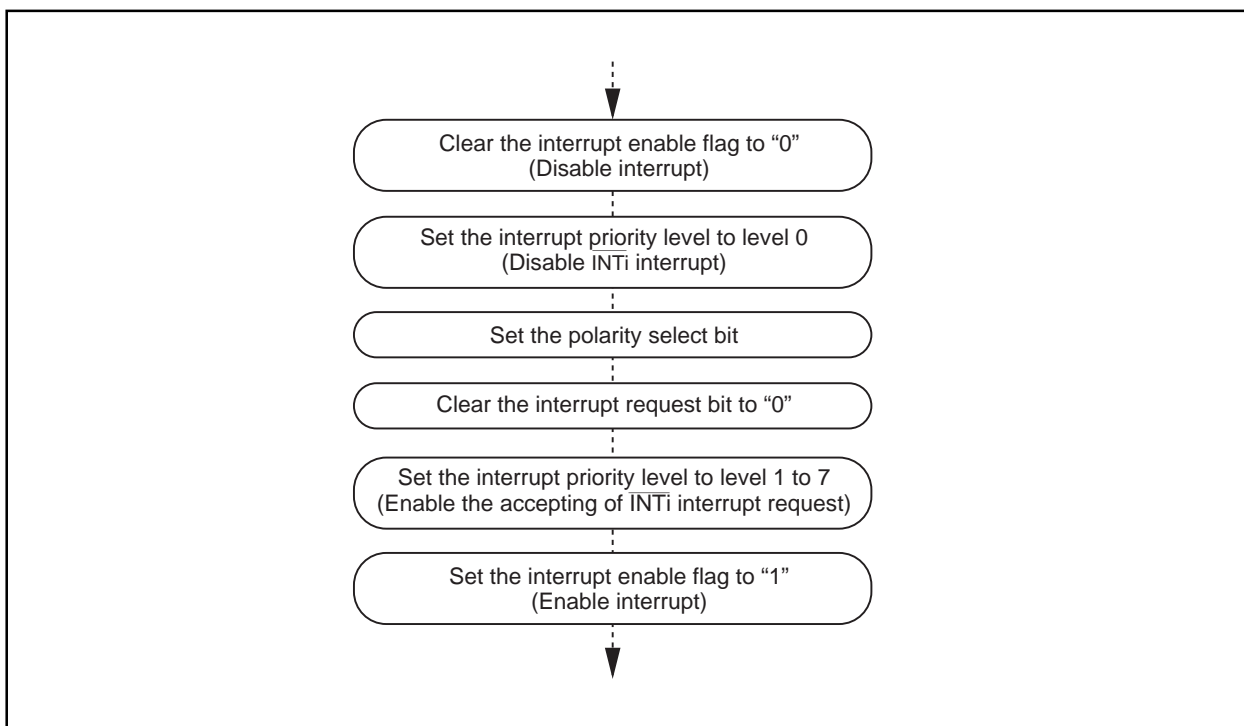 Clear the interrupt enable flag to “0”
(Disable interrupt)
Set the interrupt priority level to level 0
(Disable I̅N̅T̅i̅ interrupt)
Set the polarity select bit
Clear the interrupt request bit to “0”
Set the interrupt priority level to level 1 to 7
(Enable the accepting of I̅N̅T̅i̅ interrupt request)
Set the interrupt enable flag to “1”
(Enable interrupt)